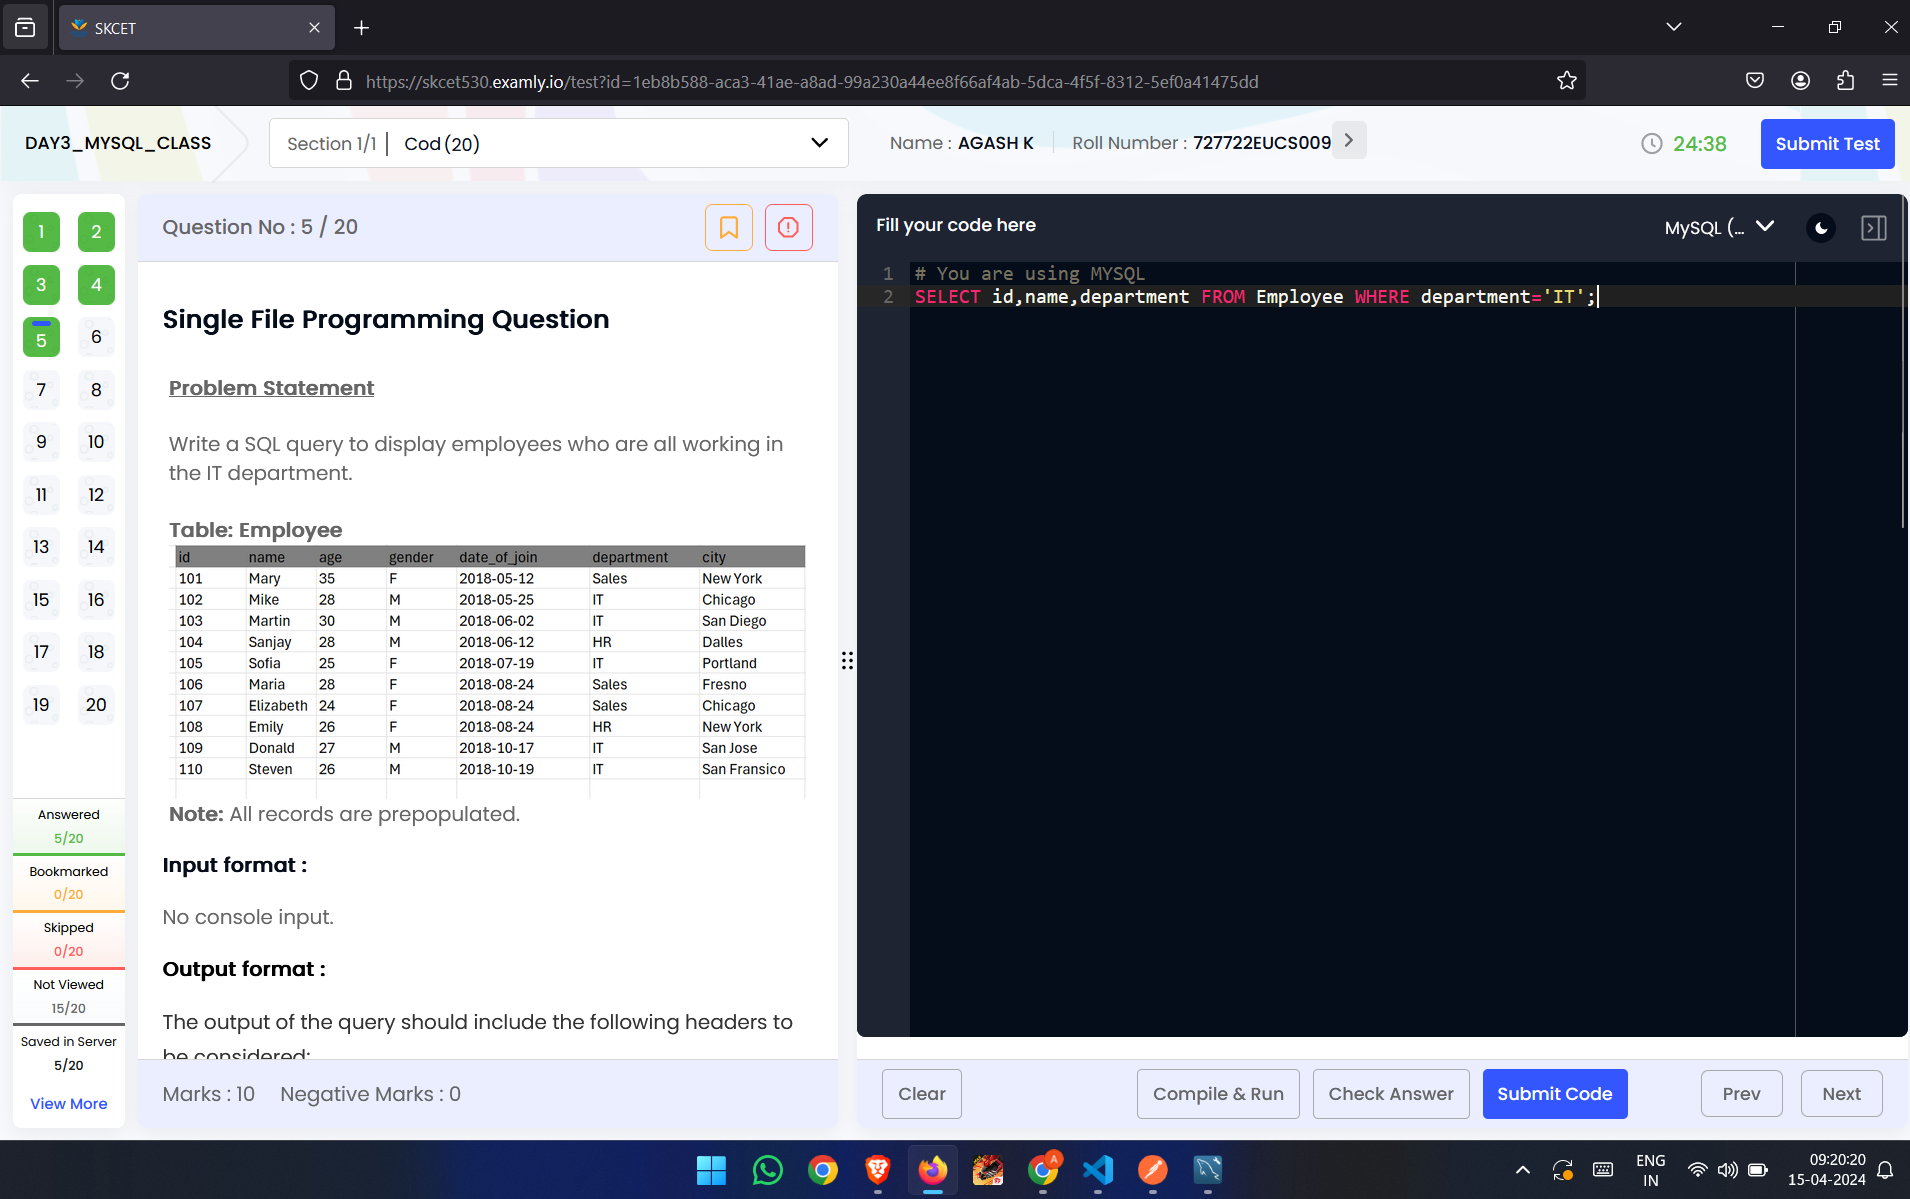 SKCET
https://skcet530.examly.io/test?id=1eb8b588-aca3-41ae-a8ad-99a230a44ee8f66af4ab-5dca-4f5f-8312-5ef0a41475dd
DAY3_MYSQL_CLASS
Section 1/1 | Cod (20)
Name : AGASH K
Roll Number : 727722EUCS009
24:38
Submit Test
1 2
3 4
5 6
7 8
9 10
11 12
13 14
15 16
17 18
19 20
Answered
5/20
Bookmarked
0/20
Skipped
0/20
Not Viewed
15/20
Saved in Server
5/20
View More
Question No : 5 / 20
Single File Programming Question
Problem Statement
Write a SQL query to display employees who are all working in
the IT department.
Table: Employee
id name age gender date_of_join department city
101 Mary 35 F 2018-05-12 Sales New York
102 Mike 28 M 2018-05-25 IT Chicago
103 Martin 30 M 2018-06-02 IT San Diego
104 Sanjay 28 M 2018-06-12 HR Dalles
105 Sofia 25 F 2018-07-19 IT Portland
106 Maria 28 F 2018-08-24 Sales Fresno
107 Elizabeth 24 F 2018-08-24 Sales Chicago
108 Emily 26 F 2018-08-24 HR New York
109 Donald 27 M 2018-10-17 IT San Jose
110 Steven 26 M 2018-10-19 IT San Fransico
Note: All records are prepopulated.
Input format :
No console input.
Output format :
The output of the query should include the following headers to
be considered:
Marks : 10 Negative Marks : 0
Fill your code here
MySQL (...
1 # You are using MYSQL
2 SELECT id,name,department FROM Employee WHERE department='IT';
Clear
Compile & Run
Check Answer
Submit Code
Prev
Next
A
ENG
IN
09:20:20
15-04-2024